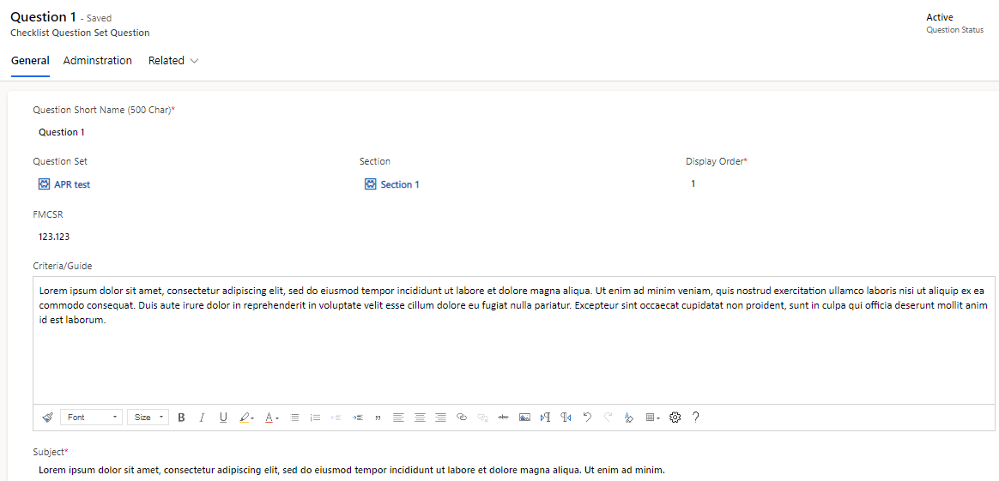 Question 1 - Saved
Active
Checklist Question Set Question
Question Status
General Adminstration Related
Question Short Name (500 Char)*
Question 1
Question Set Section Display Order*
APR test Section 1 1
FMCSR
123.123
Criteria/Guide
Lorem ipsum dolor sit amet, consectetur adipiscing elit, sed do eiusmod tempor incididunt ut labore et dolore magna aliqua. Ut enim ad minim veniam, quis nostrud exercitation ullamco laboris nisi ut aliquip ex ea
commodo consequat. Duis aute irure dolor in reprehenderit in voluptate velit esse cillum dolore eu fugiat nulla pariatur. Excepteur sint occaecat cupidatat non proident, sunt in culpa qui officia deserunt mollit anim
id est laborum.
Font Size B I U A abc ?
Subject*
Lorem ipsum dolor sit amet, consectetur adipiscing elit, sed do eiusmod tempor incididunt ut labore et dolore magna aliqua. Ut enim ad minim.